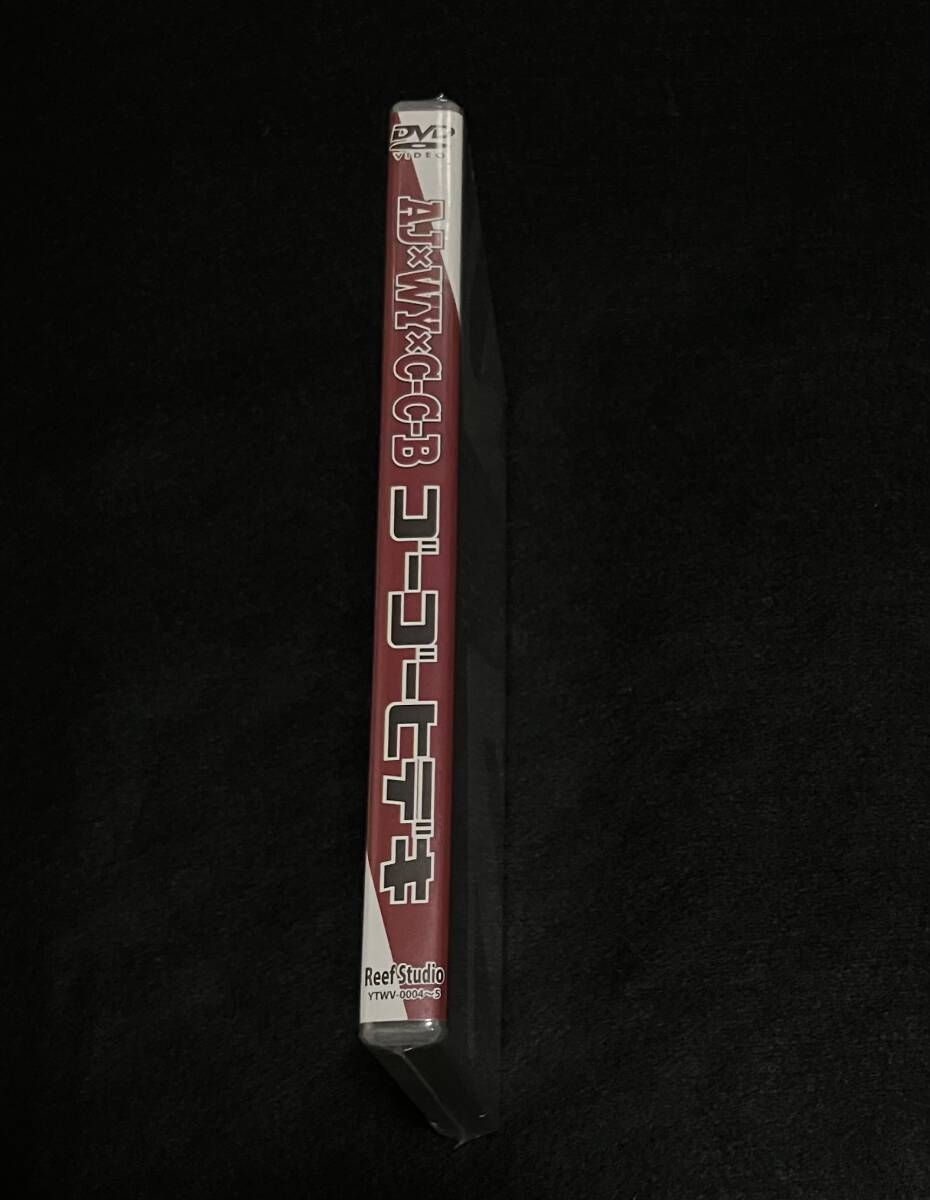 DVD
VIDEO
AJ×WY×C-C-B
ゴーゴーヒデキ
Reef Studio
YTWV-0004～5